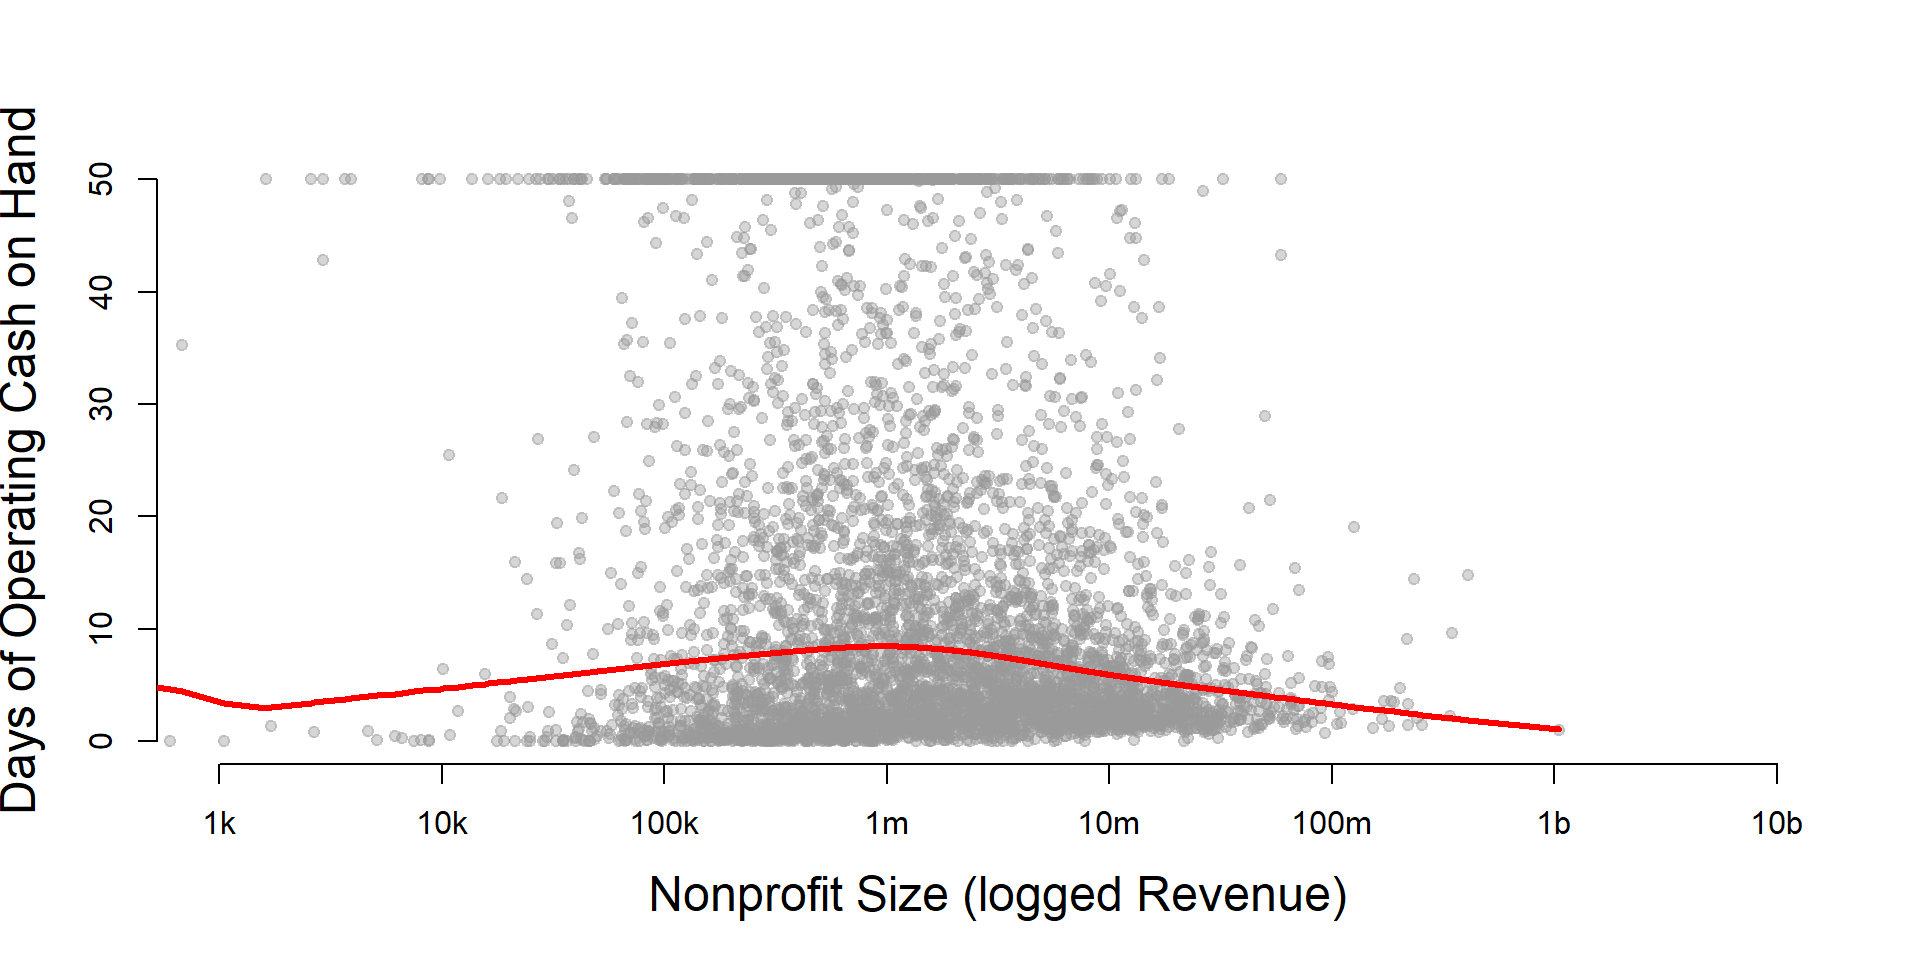 Days of Operating Cash on Hand
50
40
30
20
10
0
1k 10k 100k 1m 10m 100m 1b 10b
Nonprofit Size (logged Revenue)